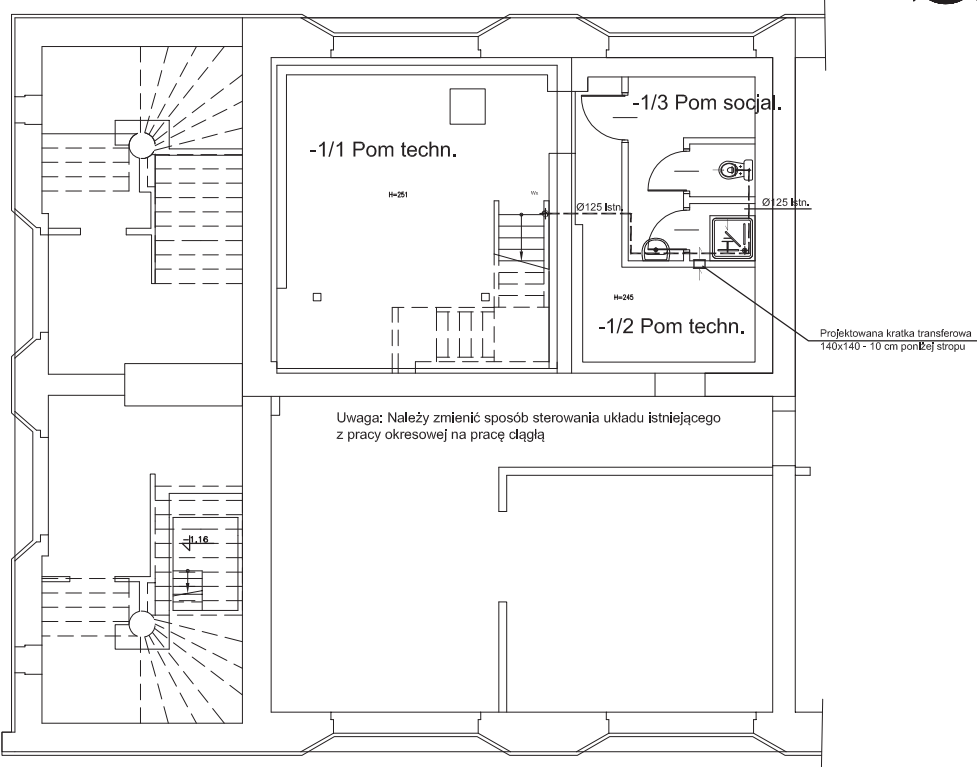 -1/3 Pom socjal.
-1/1 Pom techn.
H=251
Ø125 Istn.
Ø125 Istn.
H=245
-1/2 Pom techn.
Projektowana kratka transferowa
140x140 - 10 cm poniżej stropu
Uwaga: Należy zmienić sposób sterowania układu istniejącego
z pracy okresowej na pracę ciągłą
-1.16